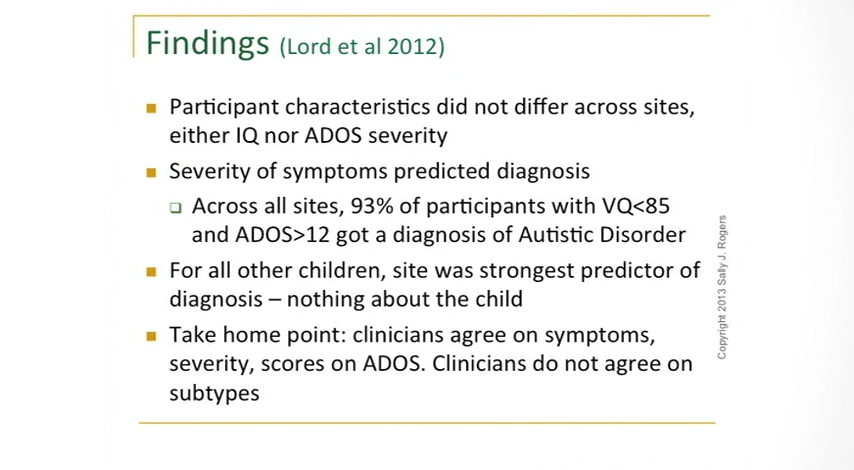 Findings (Lord et al 2012)
Participant characteristics did not differ across sites,
either IQ nor ADOS severity
Severity of symptoms predicted diagnosis
Across all sites, 93% of participants with VQ<85
and ADOS>12 got a diagnosis of Autistic Disorder
For all other children, site was strongest predictor of
diagnosis – nothing about the child
Take home point: clinicians agree on symptoms,
severity, scores on ADOS. Clinicians do not agree on
subtypes
Copyright 2013 Sally J. Rogers